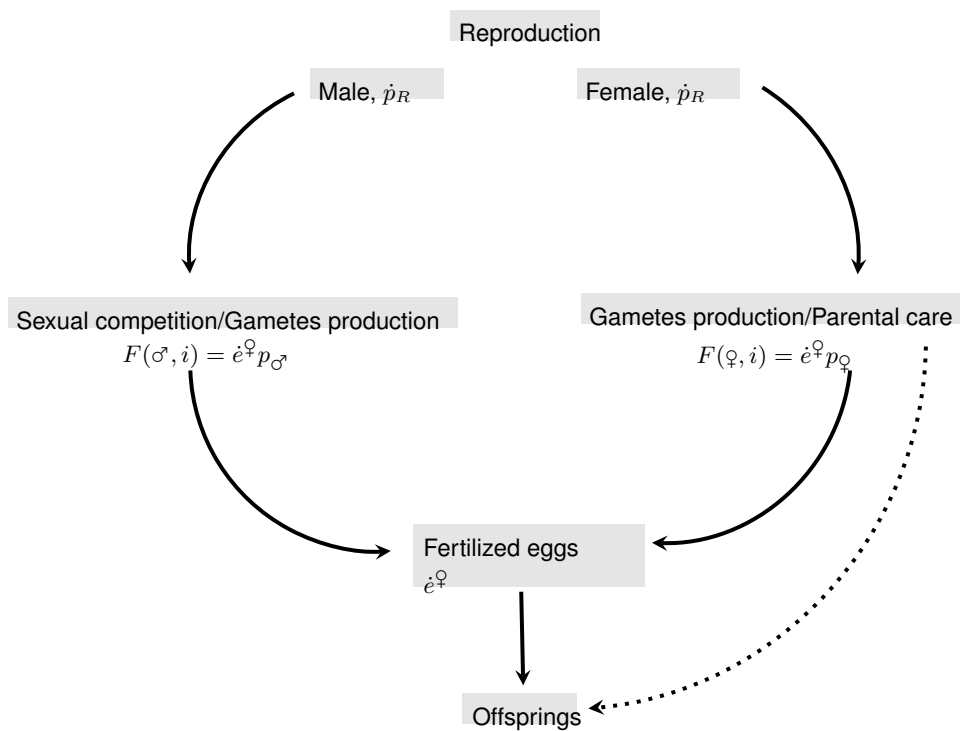 Reproduction
Male, ṗ_R
Female, ṗ_R
Sexual competition/Gametes production
F(♂, i) = ė^♀ p_♂
Gametes production/Parental care
F(♀, i) = ė^♀ p_♀
Fertilized eggs
ė^♀
Offsprings